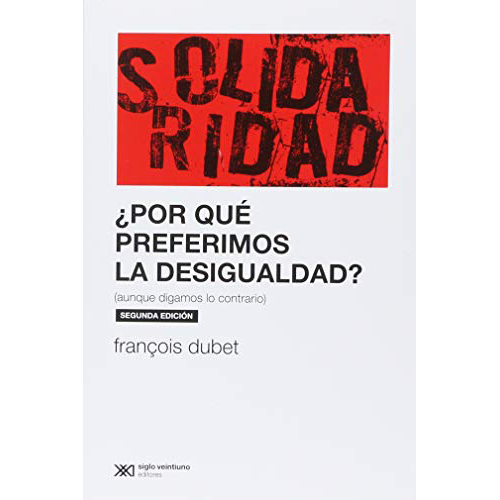 SOLIDA
RIDAD
¿POR QUÉ
PREFERIMOS
LA DESIGUALDAD?
(aunque digamos lo contrario)
SEGUNDA EDICIÓN
françois dubet
siglo veintiuno
editores